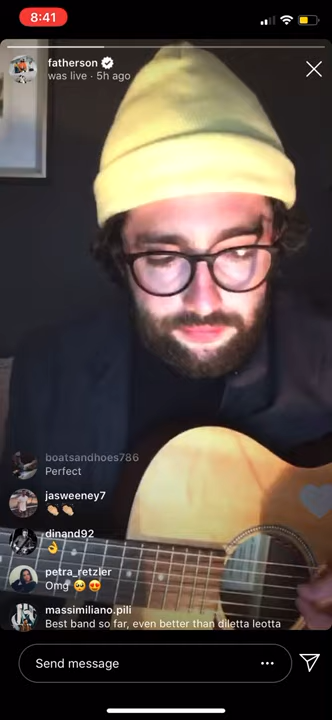 8:41
fatherson
was live · 5h ago
boatsandhoes786
Perfect
jasweeney7
👏🏼👏🏼
dinand92
👌
petra_retzler
Omg 🥺😍
massimiliano.pili
Best band so far, even better than diletta leotta
Send message